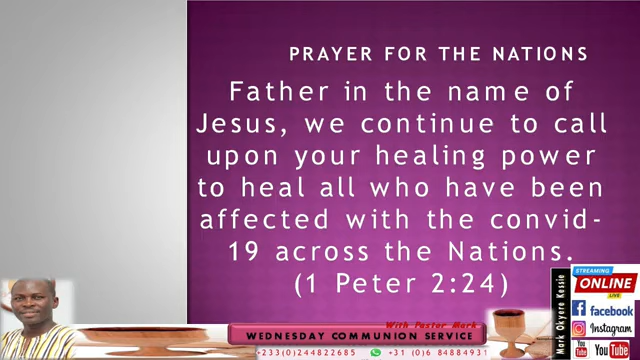 PRAYER FOR THE NATIONS
Father in the name of
Jesus, we continue to call
upon your healing power
to heal all who have been
affected with the convid-
19 across the Nations.
(1 Peter 2:24)
With Pastor Mark
WEDNESDAY COMMUNION SERVICE
+233(0)244822685 +31 (0)6 84884931
Mark Okyere Kessie
STREAMING
ONLINE
LIVE
facebook
Instagram
You Tube
YouTube